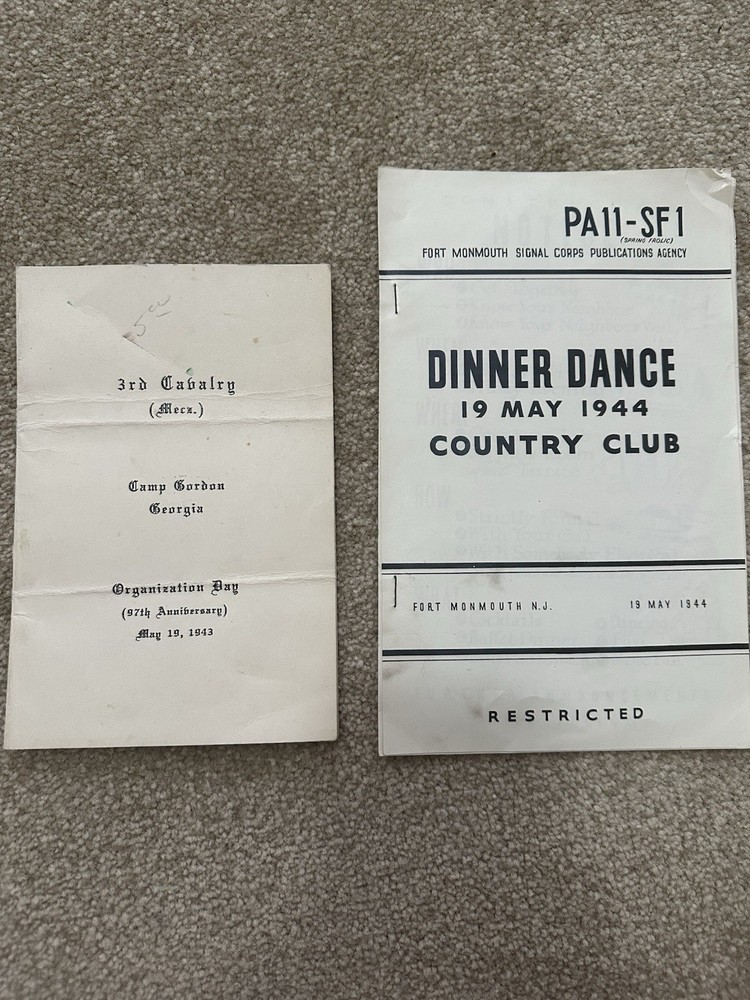 5⁰⁰
3rd Cavalry
(Mecz.)
Camp Gordon
Georgia
Organization Day
(97th Anniversary)
May 19, 1943
PA11-SF1
(SPRING FROLIC)
FORT MONMOUTH SIGNAL CORPS PUBLICATIONS AGENCY
DINNER DANCE
19 MAY 1944
COUNTRY CLUB
FORT MONMOUTH N.J. 19 MAY 1944
RESTRICTED